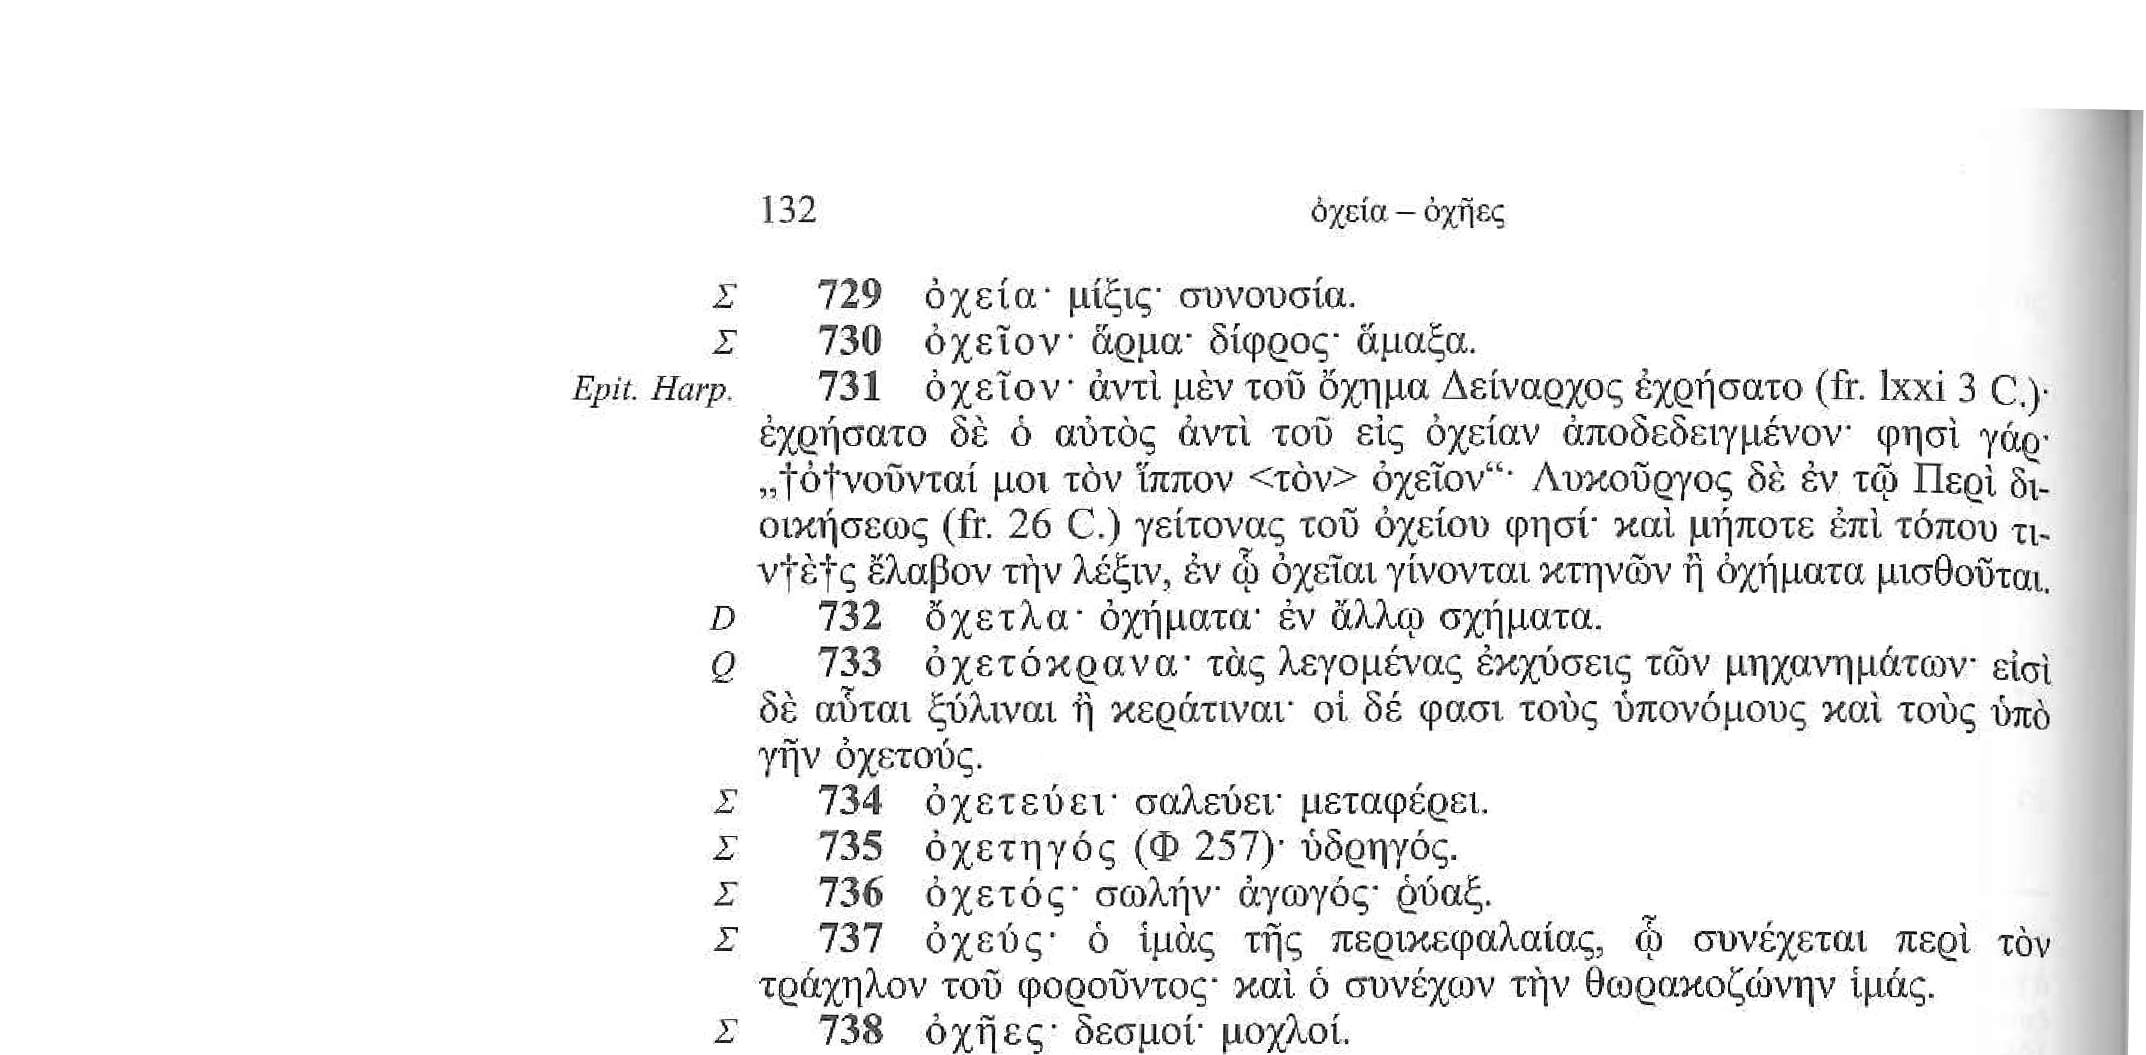 132 ὀχεία – ὀχῆες
Σ 729 ὀχεία· μίξις· συνουσία.
Σ 730 ὀχεῖον· ἅρμα· δίφρος· ἅμαξα.
Epit. Harp. 731 ὀχεῖον· ἀντὶ μὲν τοῦ ὄχημα Δείναρχος ἐχρήσατο (fr. lxxi 3 C.)·
ἐχρήσατο δὲ ὁ αὐτὸς ἀντὶ τοῦ εἰς ὀχείαν ἀποδεδειγμένον· φησὶ γάρ·
„†ὀ†νοῦνταί μοι τὸν ἵππον <τὸν> ὀχεῖον“· Λυκοῦργος δὲ ἐν τῷ Περὶ δι-
οικήσεως (fr. 26 C.) γείτονας τοῦ ὀχείου φησί· καὶ μήποτε ἐπὶ τόπου τι-
ν†ὲ†ς ἔλαβον τὴν λέξιν, ἐν ᾧ ὀχεῖαι γίνονται κτηνῶν ἢ ὀχήματα μισθοῦται.
D 732 ὄχετλα· ὀχήματα· ἐν ἄλλῳ σχήματα.
Q 733 ὀχετόκρανα· τὰς λεγομένας ἐκχύσεις τῶν μηχανημάτων· εἰσὶ
δὲ αὗται ξύλιναι ἢ κεράτιναι· οἱ δέ φασι τοὺς ὑπονόμους καὶ τοὺς ὑπὸ
γῆν ὀχετούς.
Σ 734 ὀχετεύει· σαλεύει· μεταφέρει.
Σ 735 ὀχετηγός (Φ 257)· ὑδρηγός.
Σ 736 ὀχετός· σωλήν· ἀγωγός· ῥύαξ.
Σ 737 ὀχεύς· ὁ ἱμὰς τῆς περικεφαλαίας, ᾧ συνέχεται περὶ τὸν
τράχηλον τοῦ φοροῦντος· καὶ ὁ συνέχων τὴν θωρακοζώνην ἱμάς.
Σ 738 ὀχῆες· δεσμοί· μοχλοί.